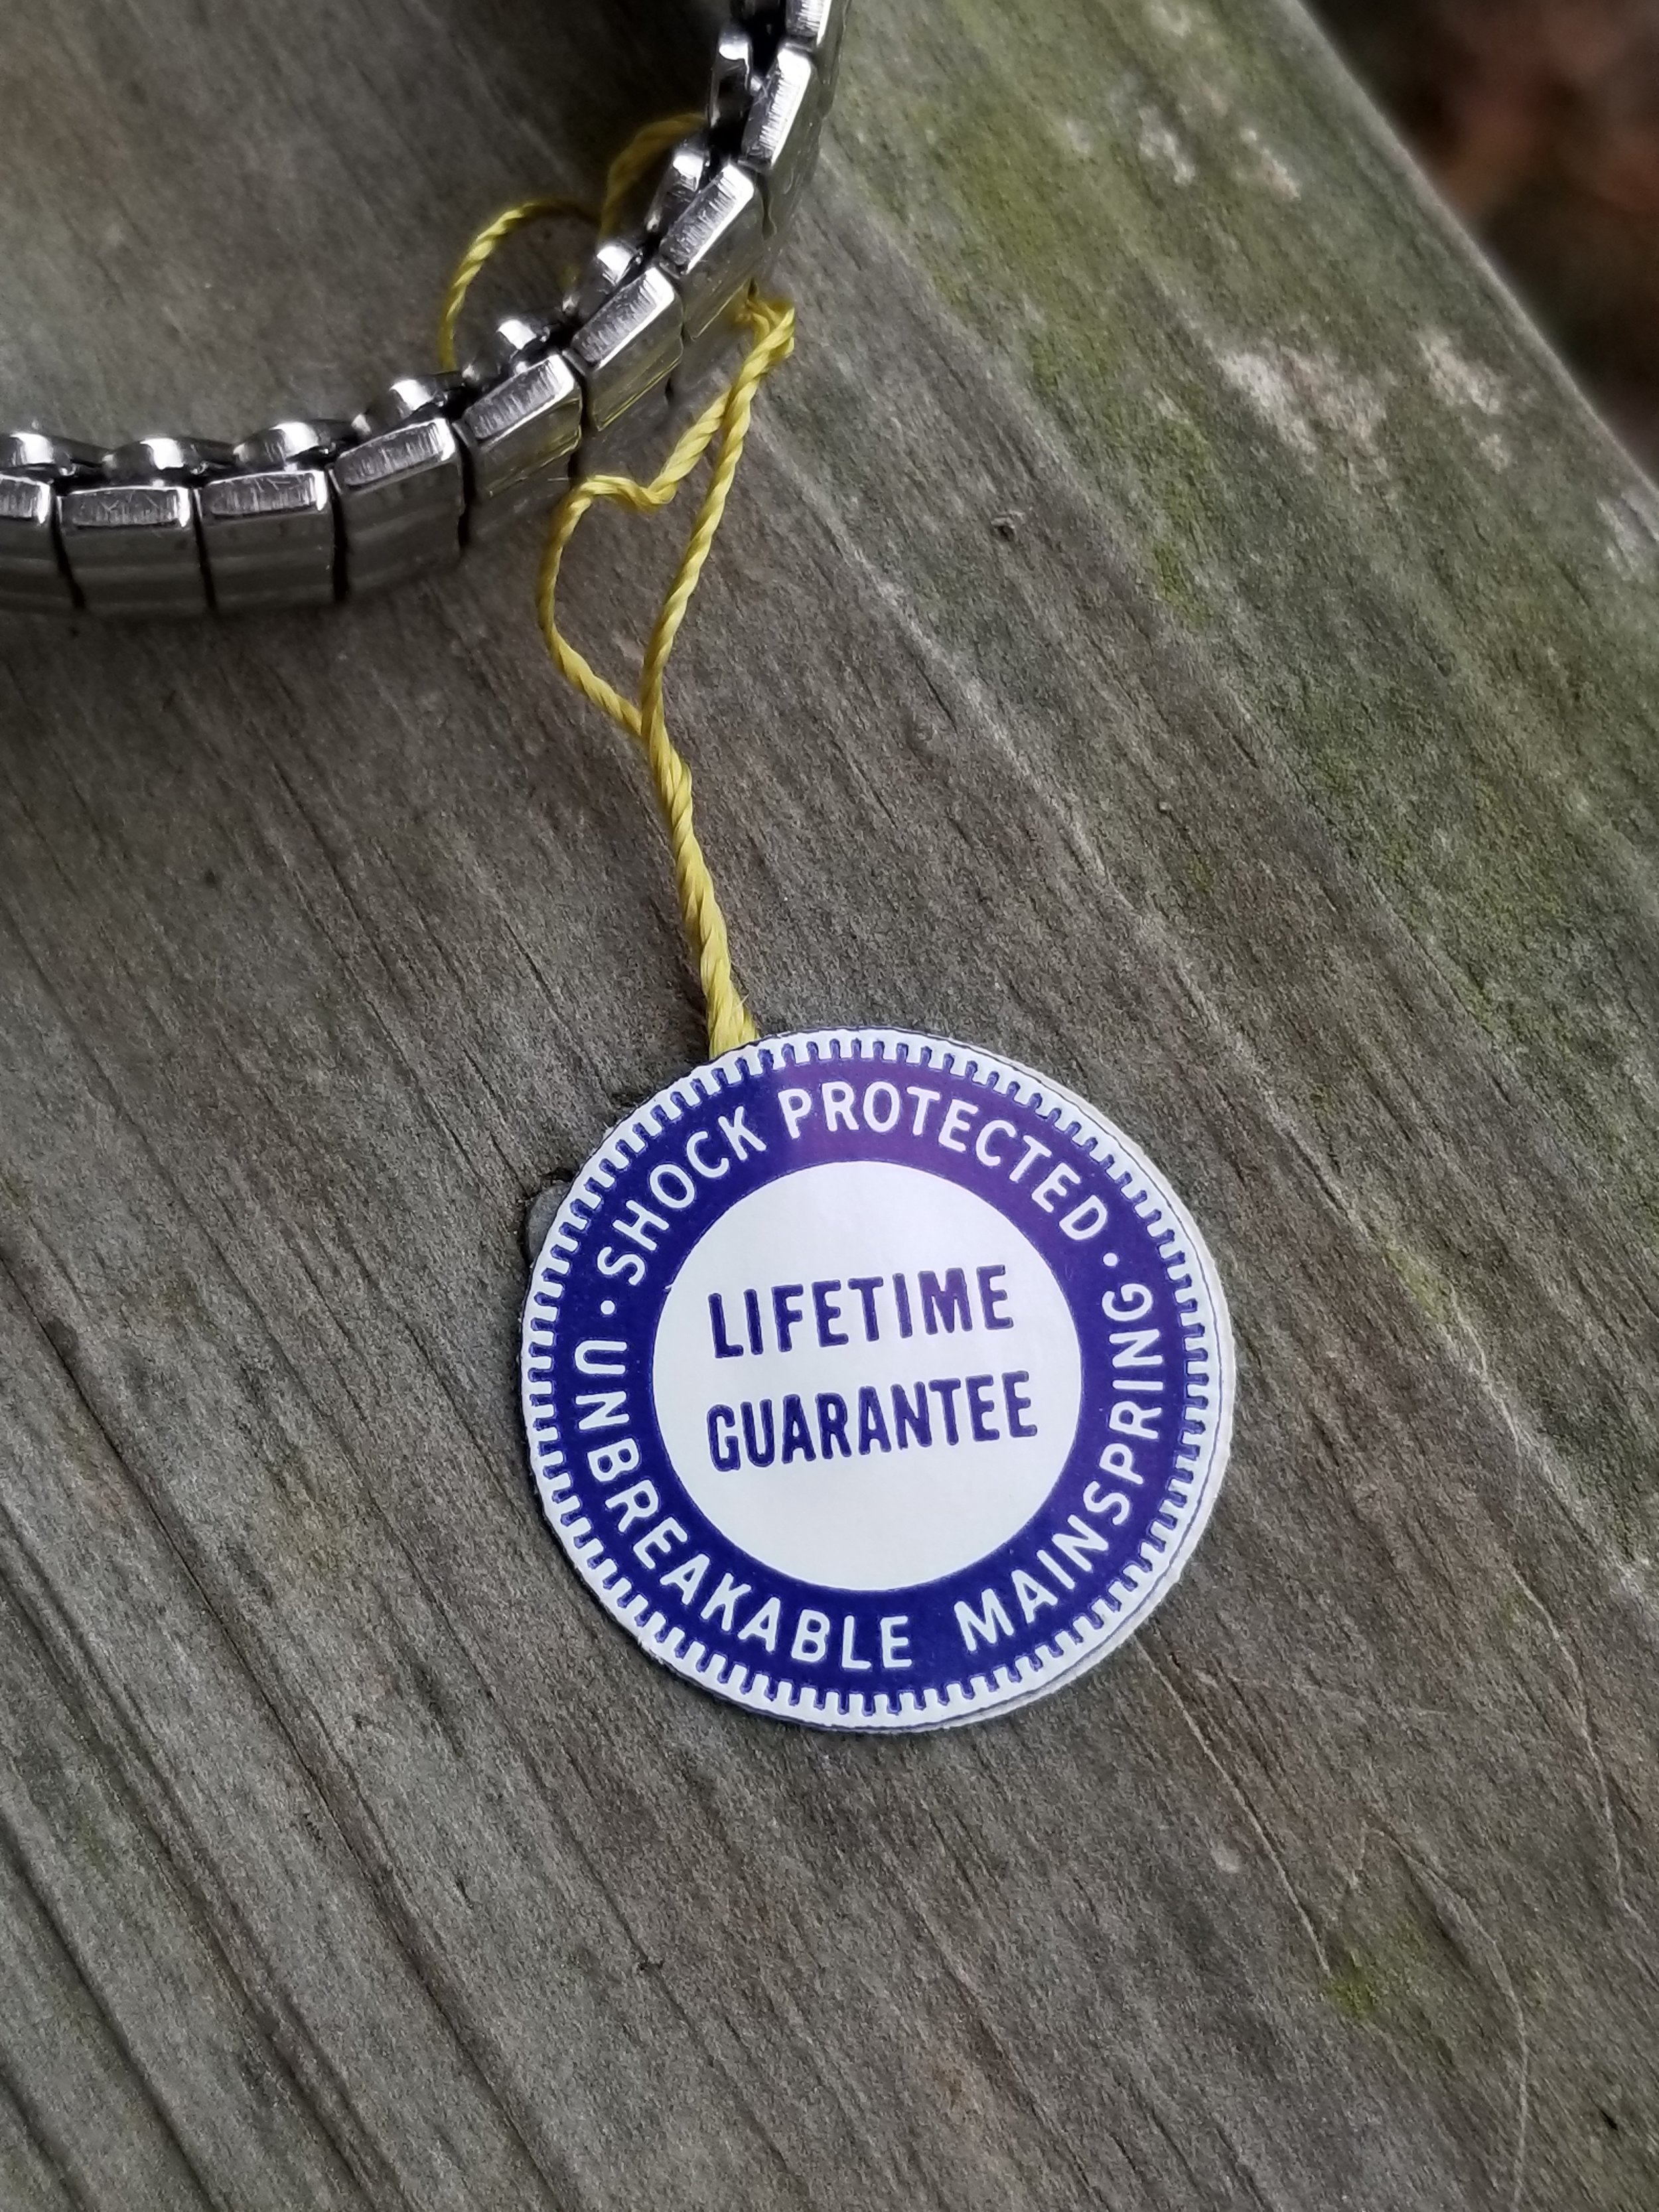 · SHOCK PROTECTED ·
LIFETIME
GUARANTEE
UNBREAKABLE MAINSPRING